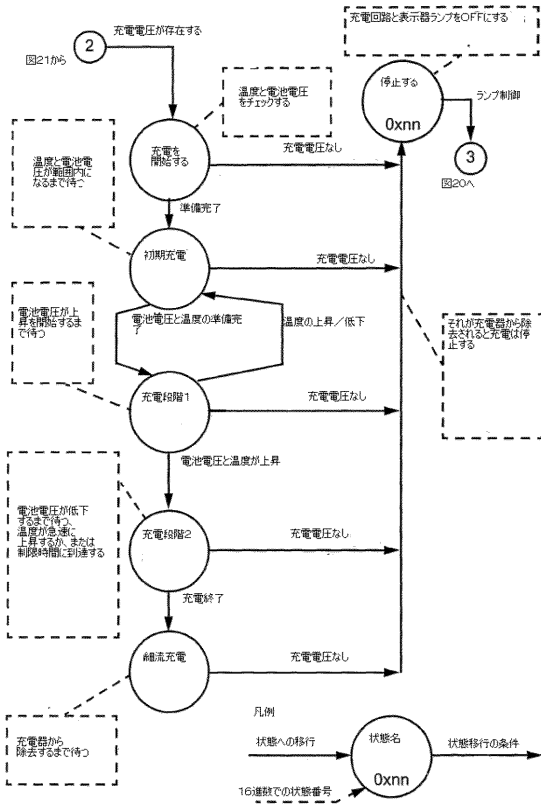 充電電圧が存在する
2
図21から
充電回路と表示器ランプをOFFにする
停止する
0xnn
ランプ制御
3
図20へ
温度と電池電圧
をチェックする
充電を
開始する
充電電圧なし
温度と電池電
圧が範囲内に
なるまで待つ
準備完了
初期充電
充電電圧なし
電池電圧が上
昇を開始するま
で待つ
電池電圧と温度の準備完
了
温度の上昇／低下
それが充電器から除
去されると充電は停
止する
充電段階1
充電電圧なし
電池電圧と温度が上昇
電池電圧が低下
するまで待つ、
温度が急速に
上昇するか、または
制限時間に到達する
充電段階2
充電電圧なし
充電終了
細流充電
充電電圧なし
充電器から
除去するまで待つ
凡例
状態への移行
状態名
0xnn
状態移行の条件
16進数での状態番号